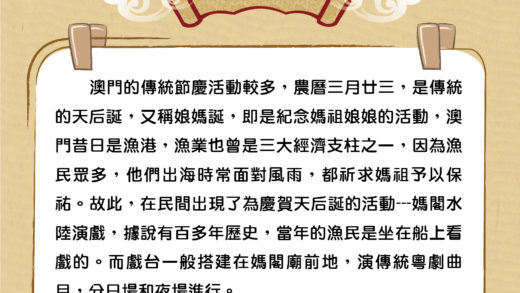 澳門的傳統節慶活動較多，農曆三月廿三，是傳統
的天后誕，又稱娘媽誕，即是紀念媽祖娘娘的活動，澳
門昔日是漁港，漁業也曾是三大經濟支柱之一，因為漁
民眾多，他們出海時常面對風雨，都祈求媽祖予以保
祐。故此，在民間出現了為慶賀天后誕的活動---媽閣水
陸演戲，據說有百多年歷史，當年的漁民是坐在船上看
戲的。而戲台一般搭建在媽閣廟前地，演傳統粵劇曲
目，分日場和夜場進行。